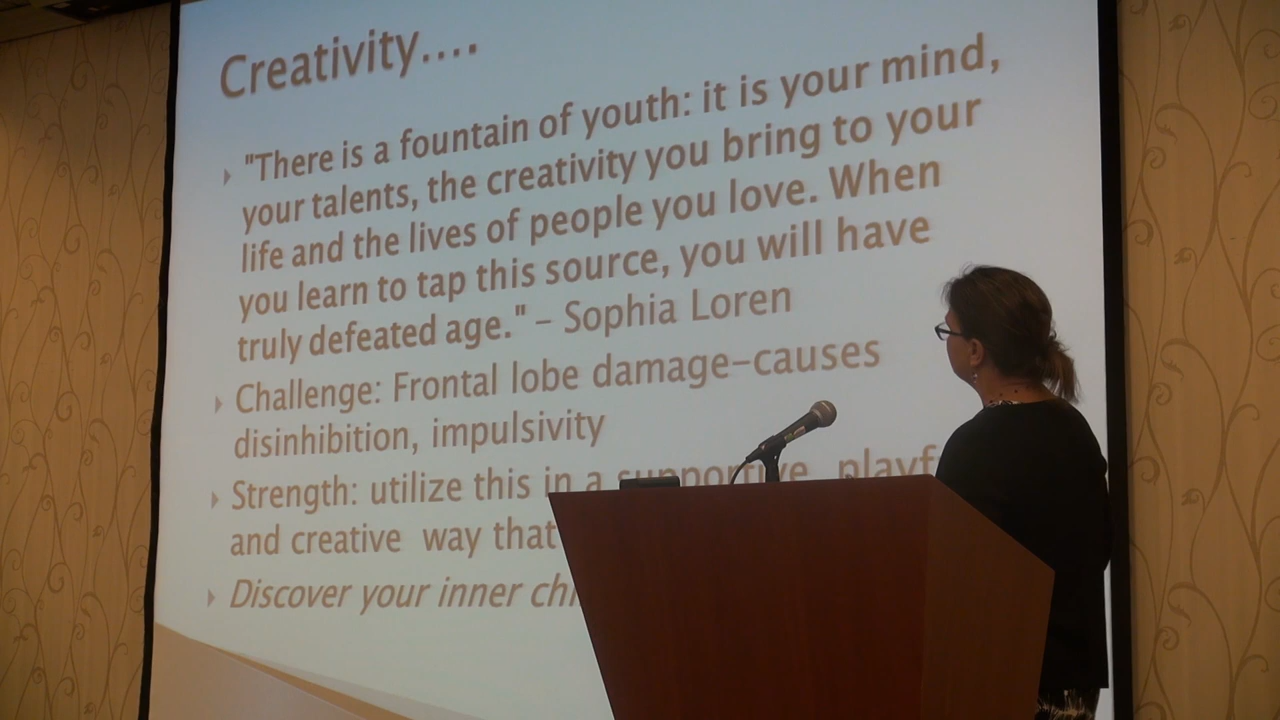 Creativity....
"There is a fountain of youth: it is your mind,
your talents, the creativity you bring to your
life and the lives of people you love. When
you learn to tap this source, you will have
truly defeated age." – Sophia Loren
Challenge: Frontal lobe damage–causes
disinhibition, impulsivity
Strength: utilize this in a supportive, playf
and creative way that
Discover your inner chi